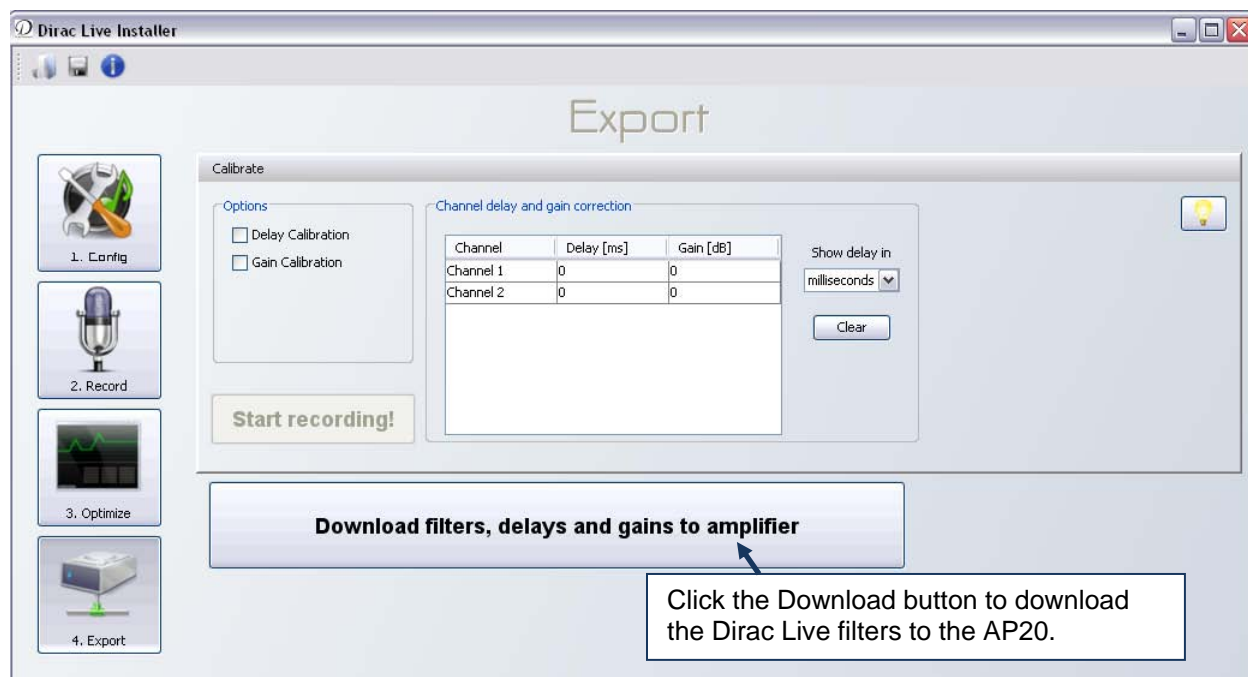 Dirac Live Installer
Export
Calibrate
Options
Delay Calibration
Gain Calibration
Start recording!
Channel delay and gain correction
Channel Delay [ms] Gain [dB]
Channel 1 0 0
Channel 2 0 0
Show delay in
milliseconds
Clear
1. Config
2. Record
3. Optimize
4. Export
Download filters, delays and gains to amplifier
Click the Download button to download
the Dirac Live filters to the AP20.